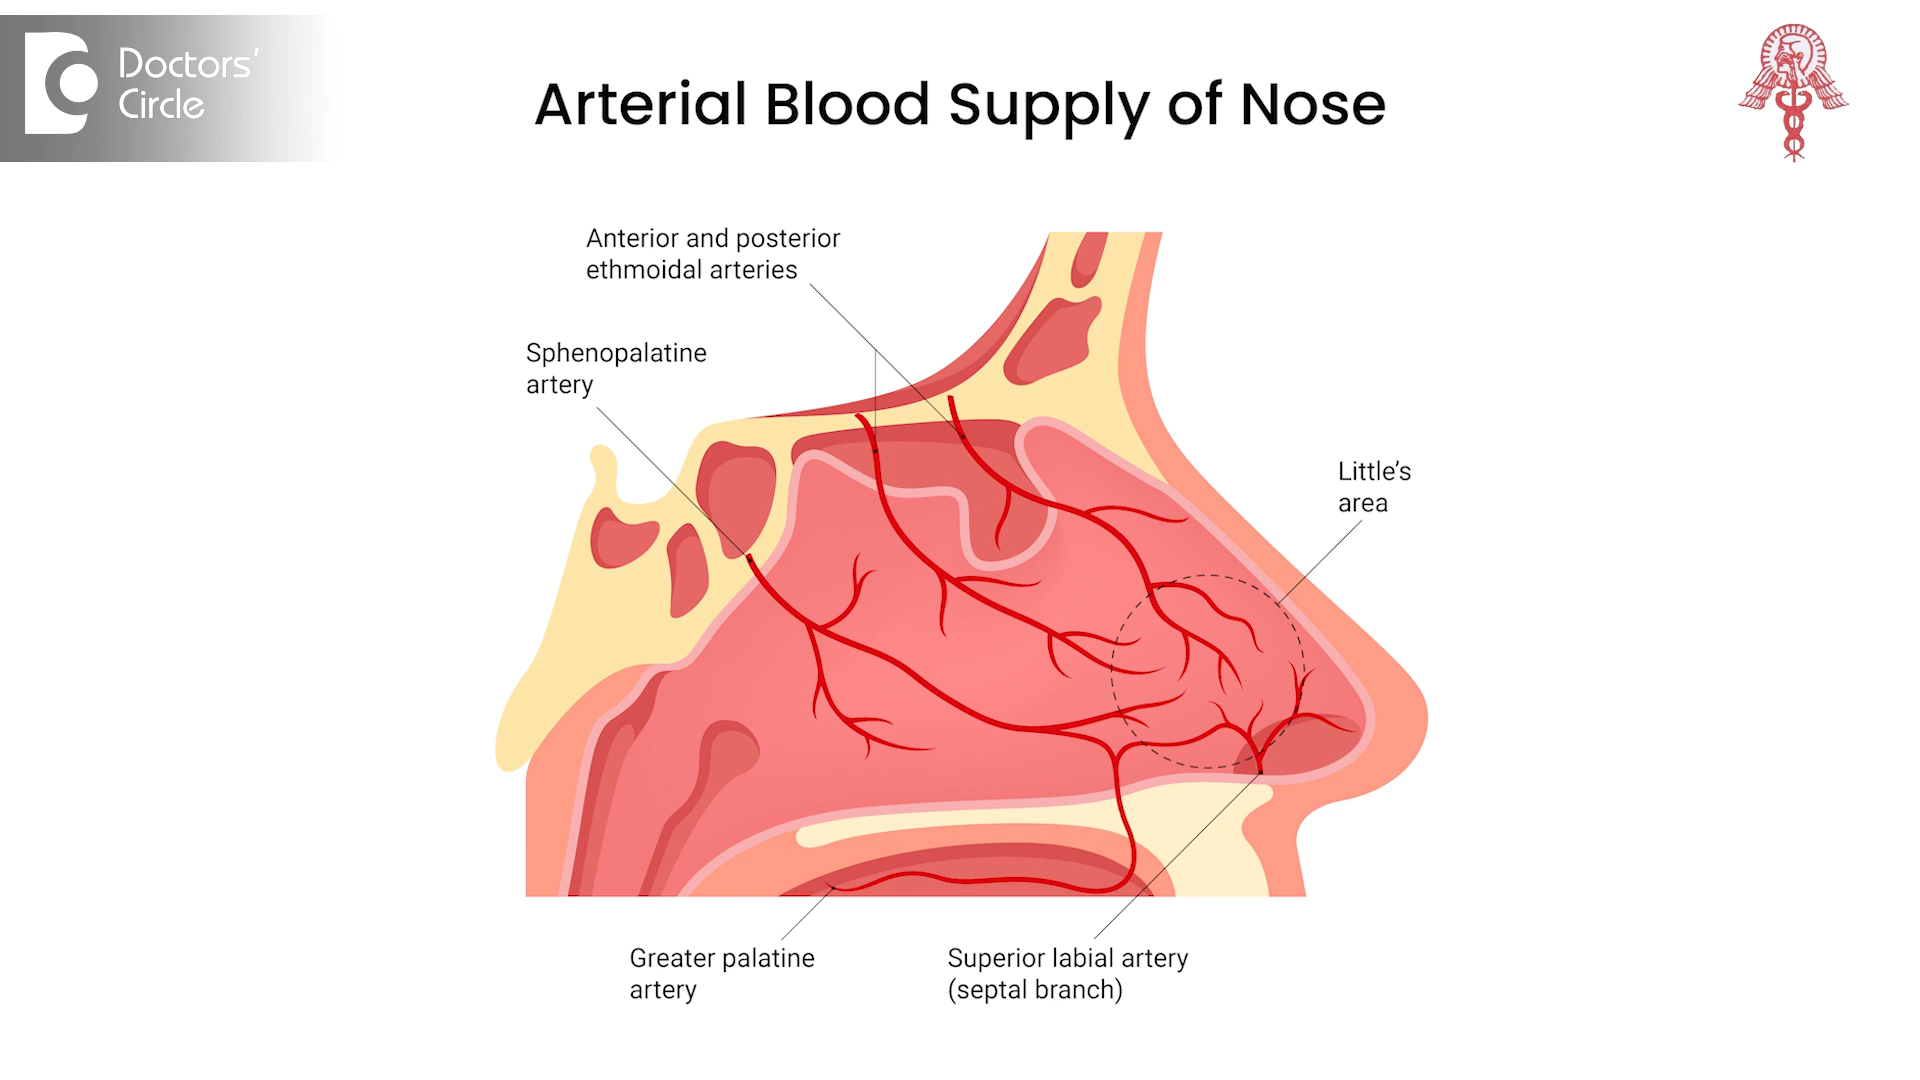 Doctors’
Circle
Arterial Blood Supply of Nose
Anterior and posterior
ethmoidal arteries
Sphenopalatine
artery
Little’s
area
Greater palatine
artery
Superior labial artery
(septal branch)